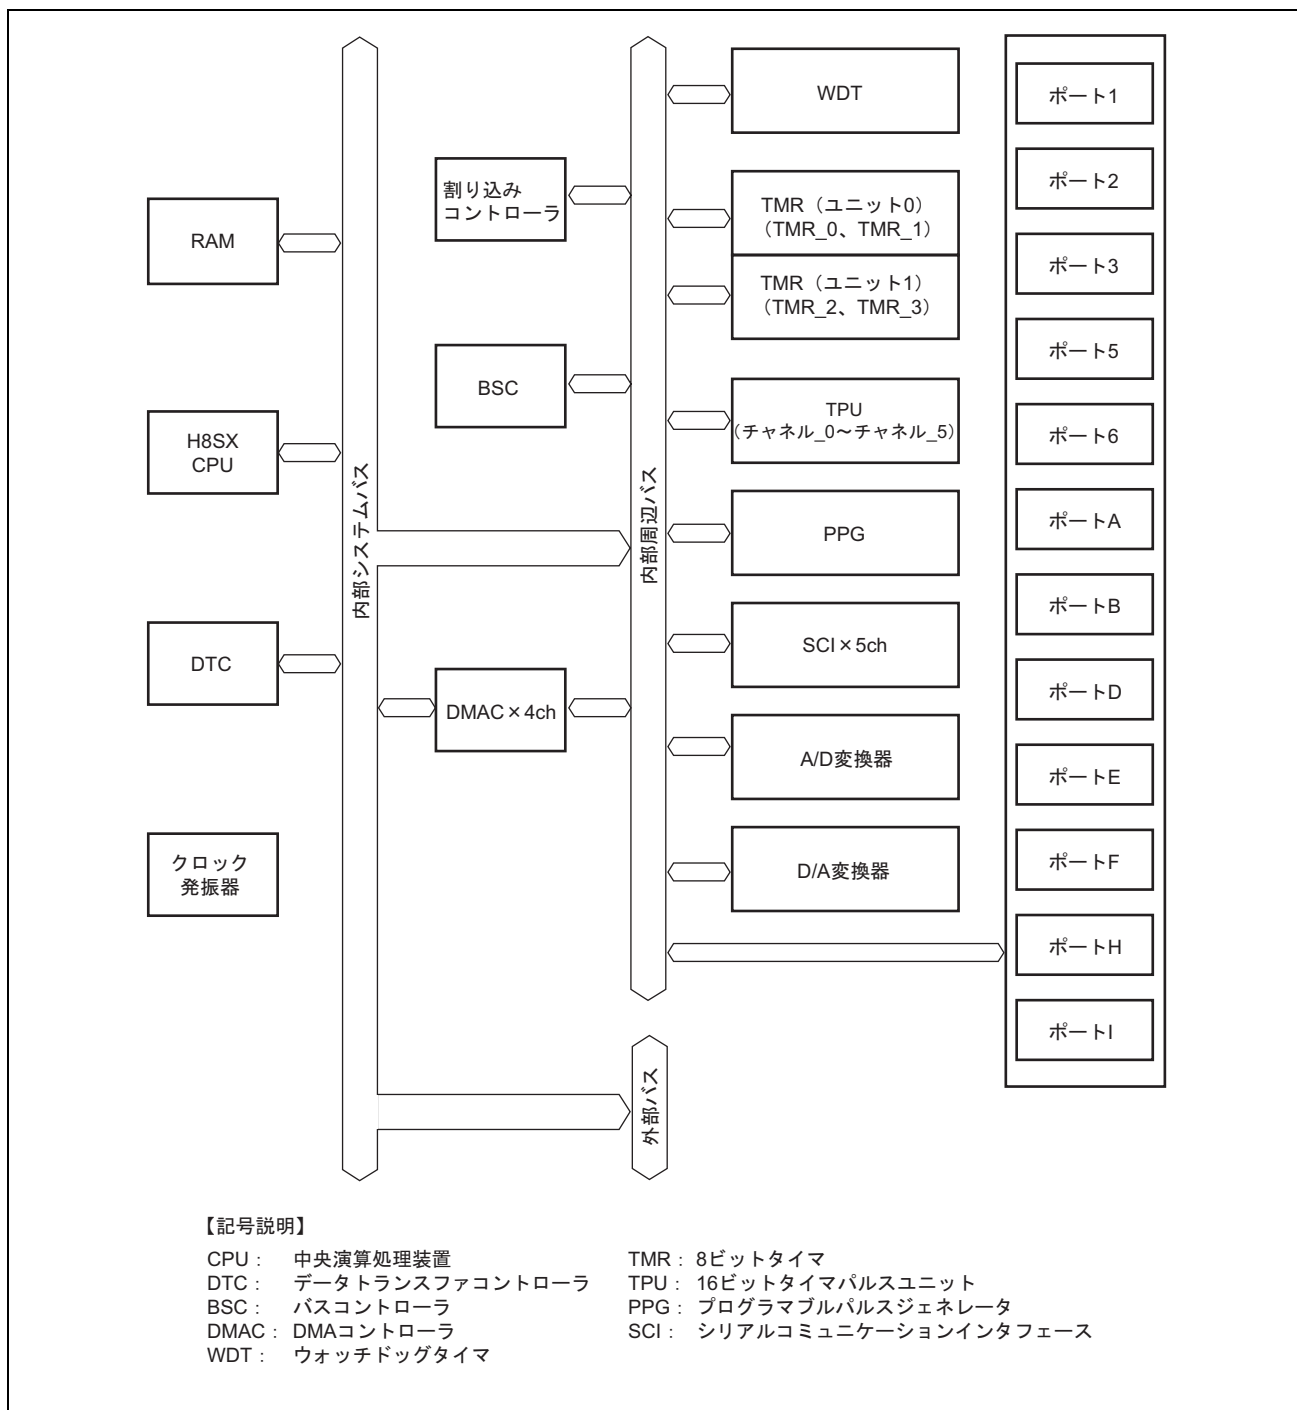 RAM
H8SX
CPU
DTC
クロック
発振器
内部システムバス
割り込み
コントローラ
BSC
DMAC×4ch
内部周辺バス
外部バス
WDT
TMR（ユニット0）
（TMR_0、TMR_1）
TMR（ユニット1）
（TMR_2、TMR_3）
TPU
（チャネル_0～チャネル_5）
PPG
SCI×5ch
A/D変換器
D/A変換器
ポート1
ポート2
ポート3
ポート5
ポート6
ポートA
ポートB
ポートD
ポートE
ポートF
ポートH
ポートI
【記号説明】
CPU： 中央演算処理装置
DTC： データトランスファコントローラ
BSC： バスコントローラ
DMAC： DMAコントローラ
WDT： ウォッチドッグタイマ
TMR： 8ビットタイマ
TPU： 16ビットタイマパルスユニット
PPG： プログラマブルパルスジェネレータ
SCI： シリアルコミュニケーションインタフェース